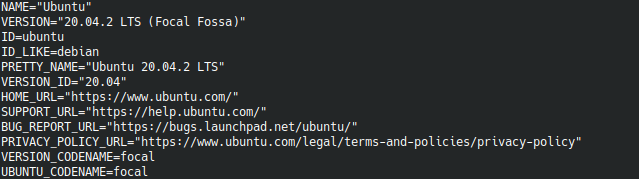 NAME="Ubuntu"
VERSION="20.04.2 LTS (Focal Fossa)"
ID=ubuntu
ID_LIKE=debian
PRETTY_NAME="Ubuntu 20.04.2 LTS"
VERSION_ID="20.04"
HOME_URL="https://www.ubuntu.com/"
SUPPORT_URL="https://help.ubuntu.com/"
BUG_REPORT_URL="https://bugs.launchpad.net/ubuntu/"
PRIVACY_POLICY_URL="https://www.ubuntu.com/legal/terms-and-policies/privacy-policy"
VERSION_CODENAME=focal
UBUNTU_CODENAME=focal